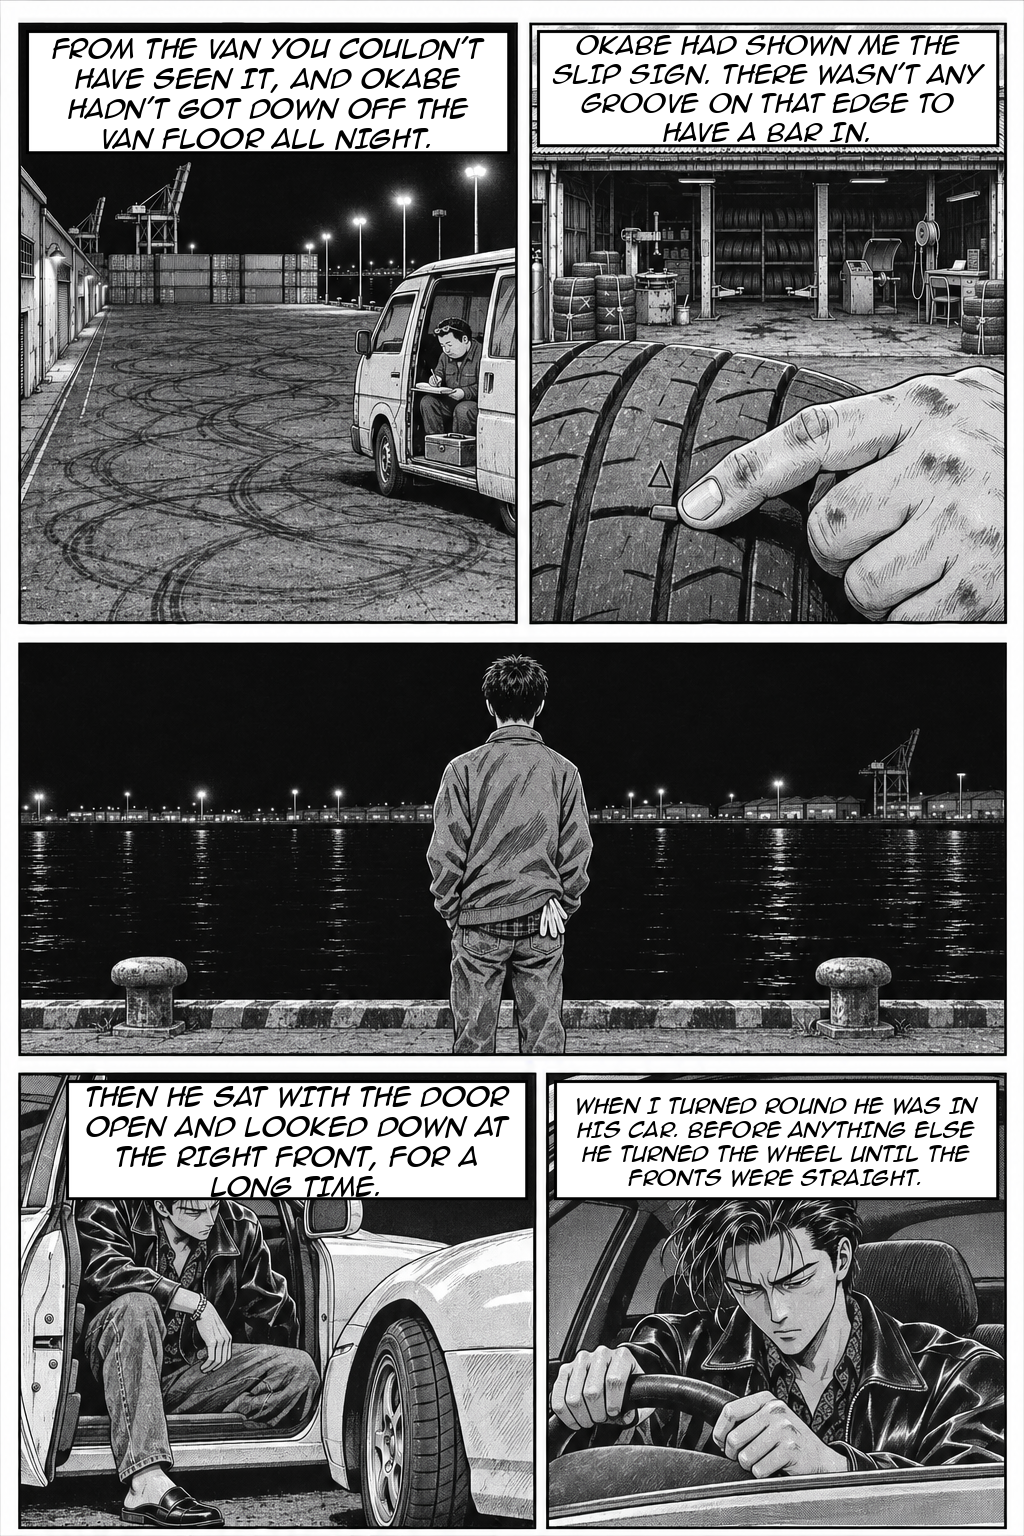 FROM THE VAN YOU COULDN'T
HAVE SEEN IT, AND OKABE
HADN'T GOT DOWN OFF THE
VAN FLOOR ALL NIGHT.
OKABE HAD SHOWN ME THE
SLIP SIGN. THERE WASN'T ANY
GROOVE ON THAT EDGE TO
HAVE A BAR IN.
THEN HE SAT WITH THE DOOR
OPEN AND LOOKED DOWN AT
THE RIGHT FRONT, FOR A
LONG TIME.
WHEN I TURNED ROUND HE WAS IN
HIS CAR. BEFORE ANYTHING ELSE
HE TURNED THE WHEEL UNTIL THE
FRONTS WERE STRAIGHT.